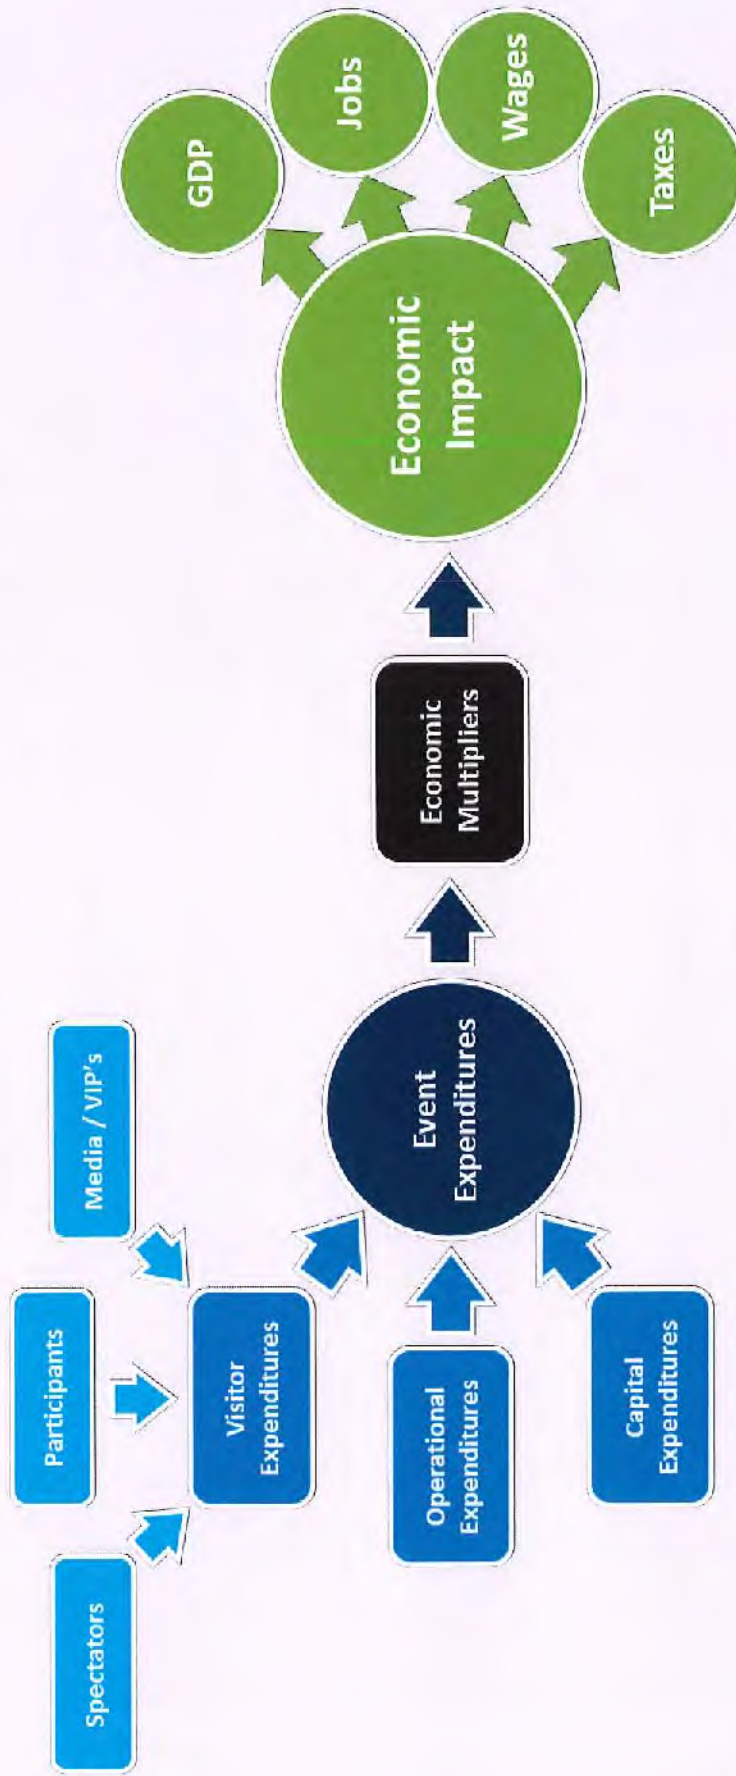 Spectators
Participants
Media / VIP's
Visitor
Expenditures
Operational
Expenditures
Capital
Expenditures
Event
Expenditures
Economic
Multipliers
Economic
Impact
GDP
Jobs
Wages
Taxes